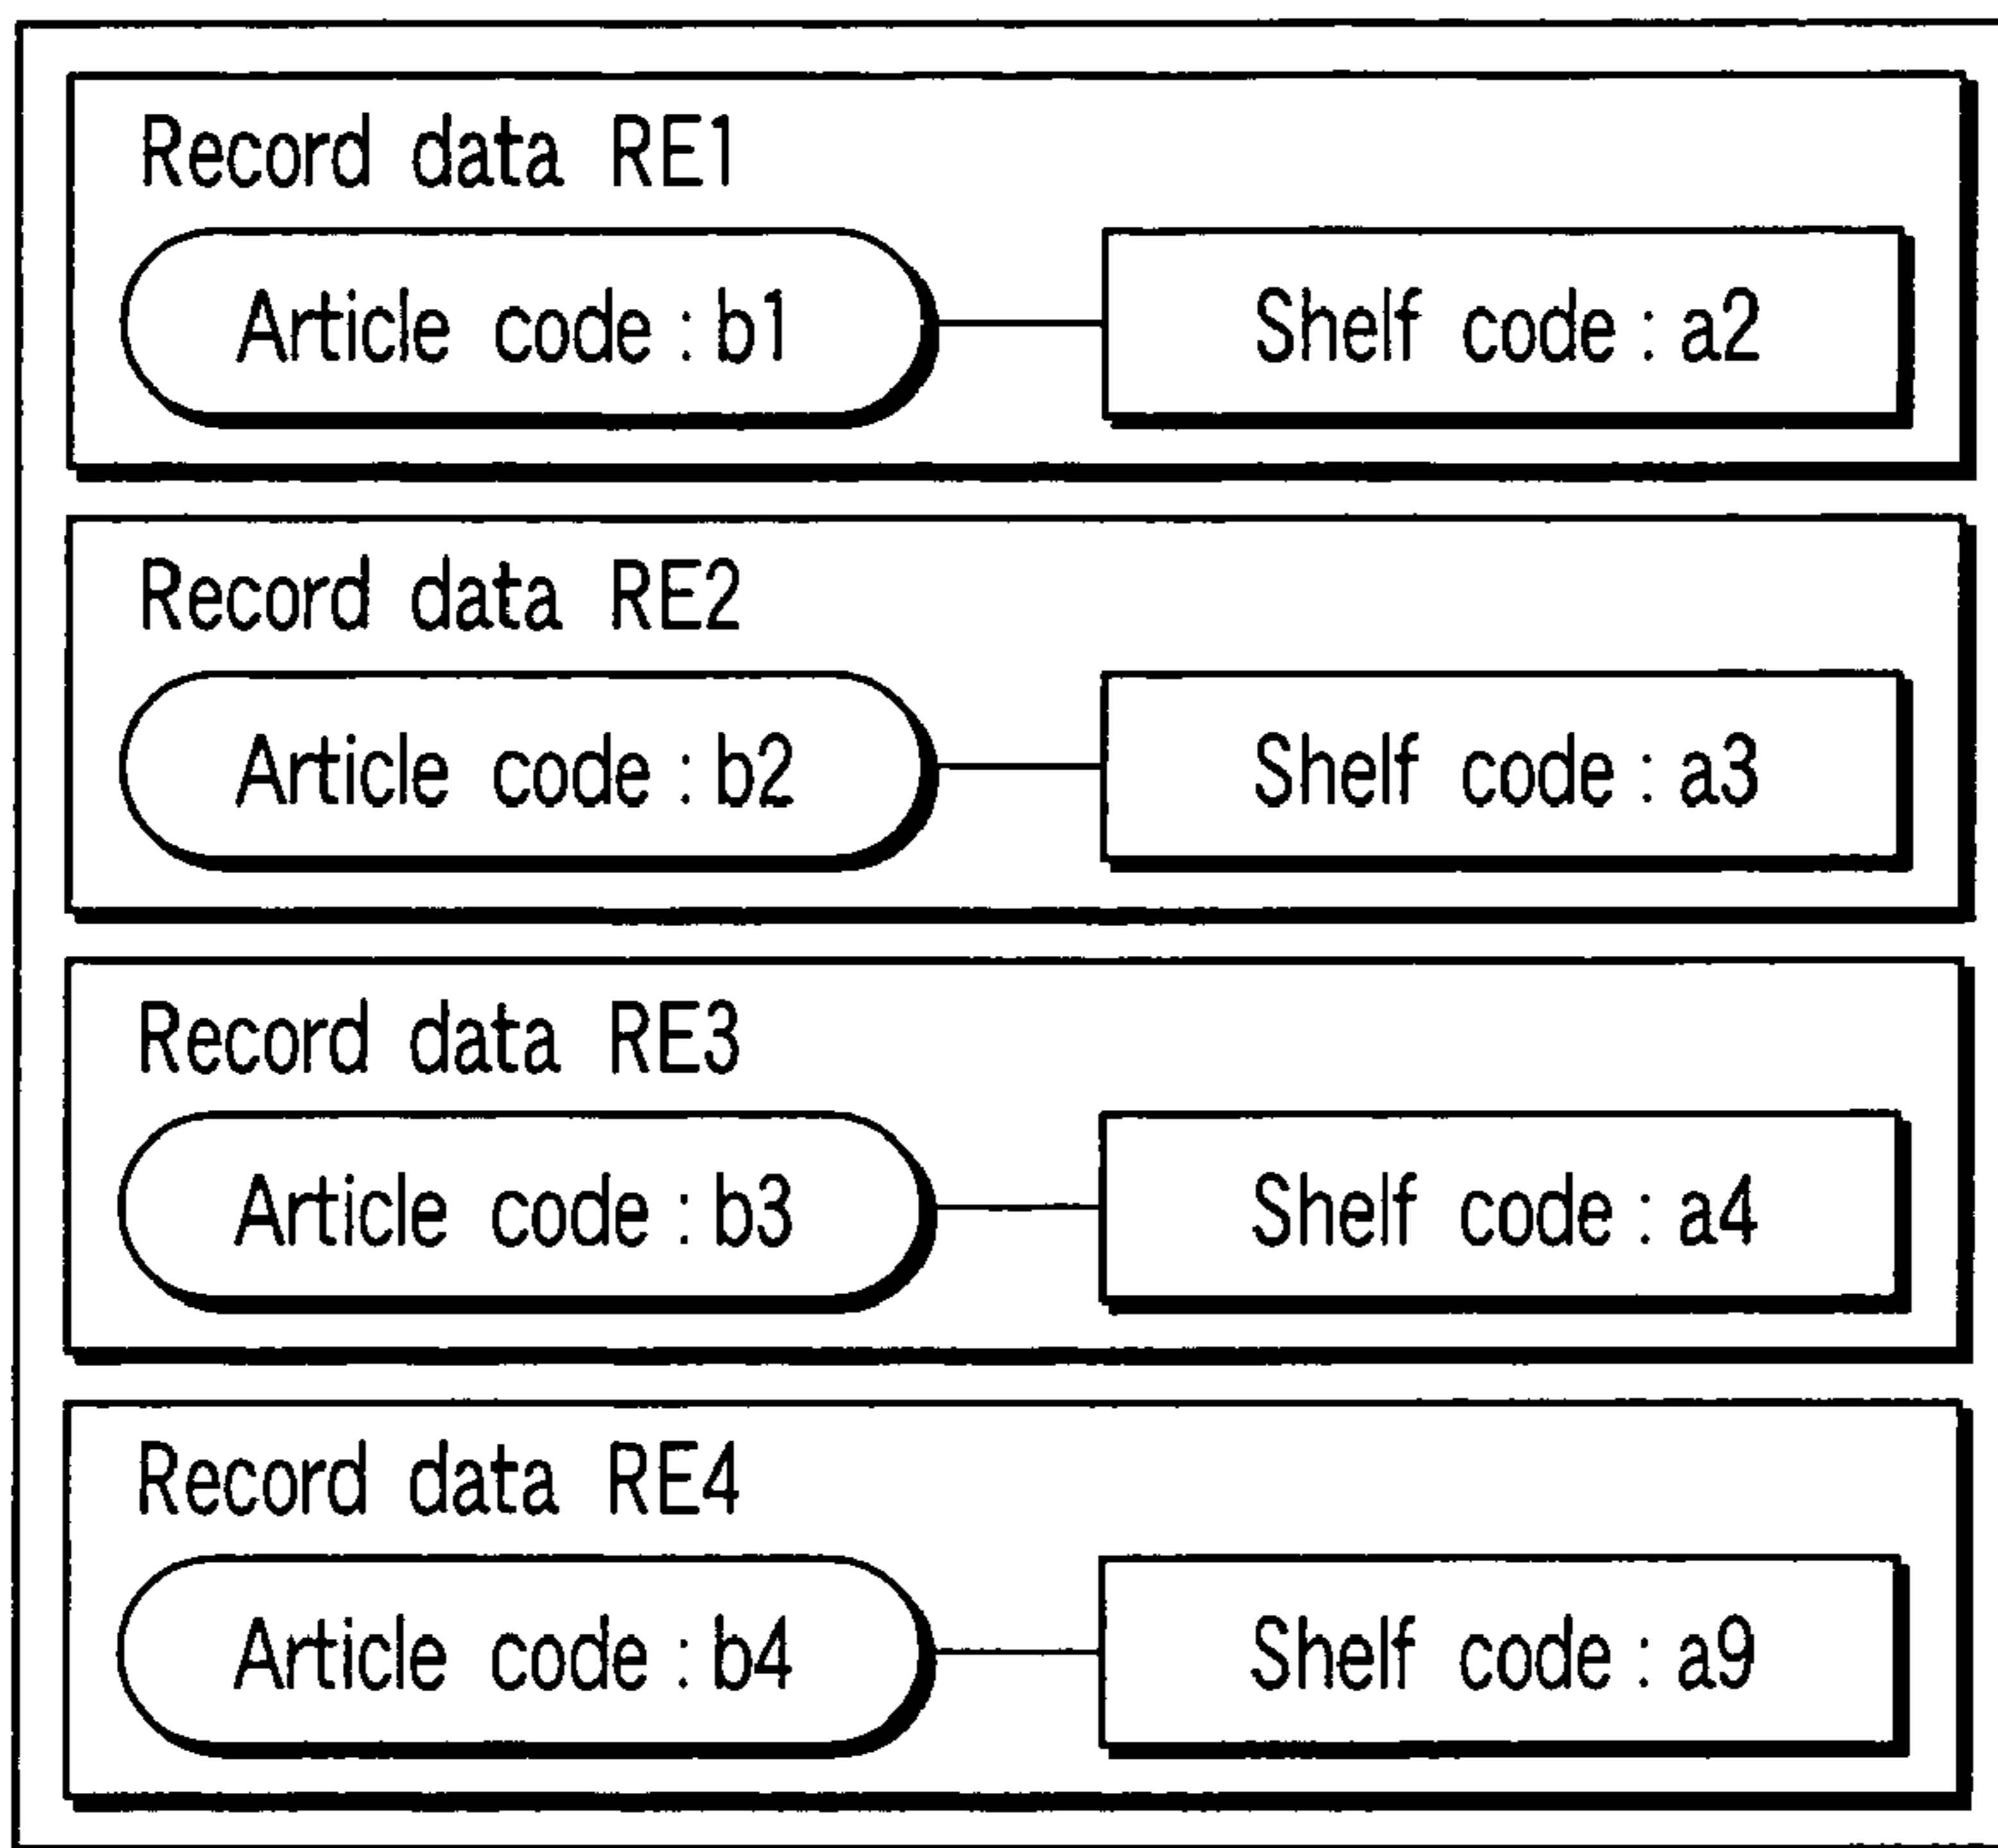 Record data RE1
Article code : b1 Shelf code : a2
Record data RE2
Article code : b2 Shelf code : a3
Record data RE3
Article code : b3 Shelf code : a4
Record data RE4
Article code : b4 Shelf code : a9